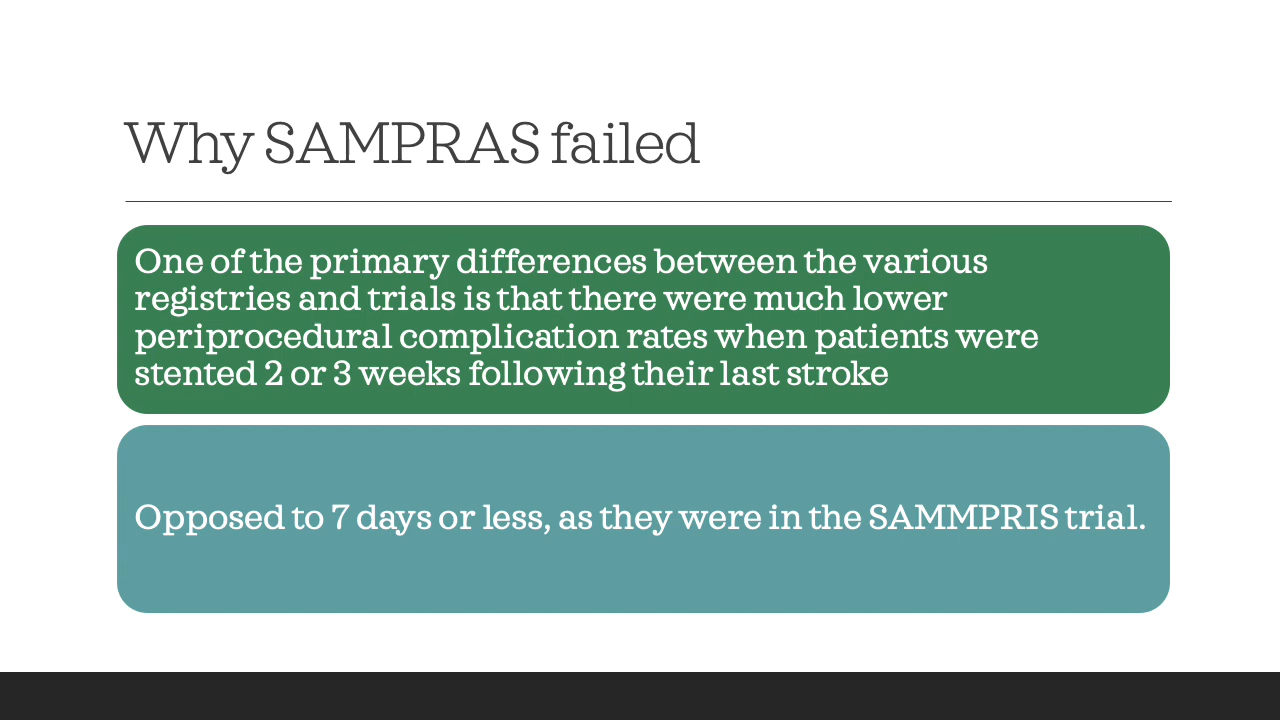 Why SAMPRAS failed
One of the primary differences between the various
registries and trials is that there were much lower
periprocedural complication rates when patients were
stented 2 or 3 weeks following their last stroke
Opposed to 7 days or less, as they were in the SAMMPRIS trial.